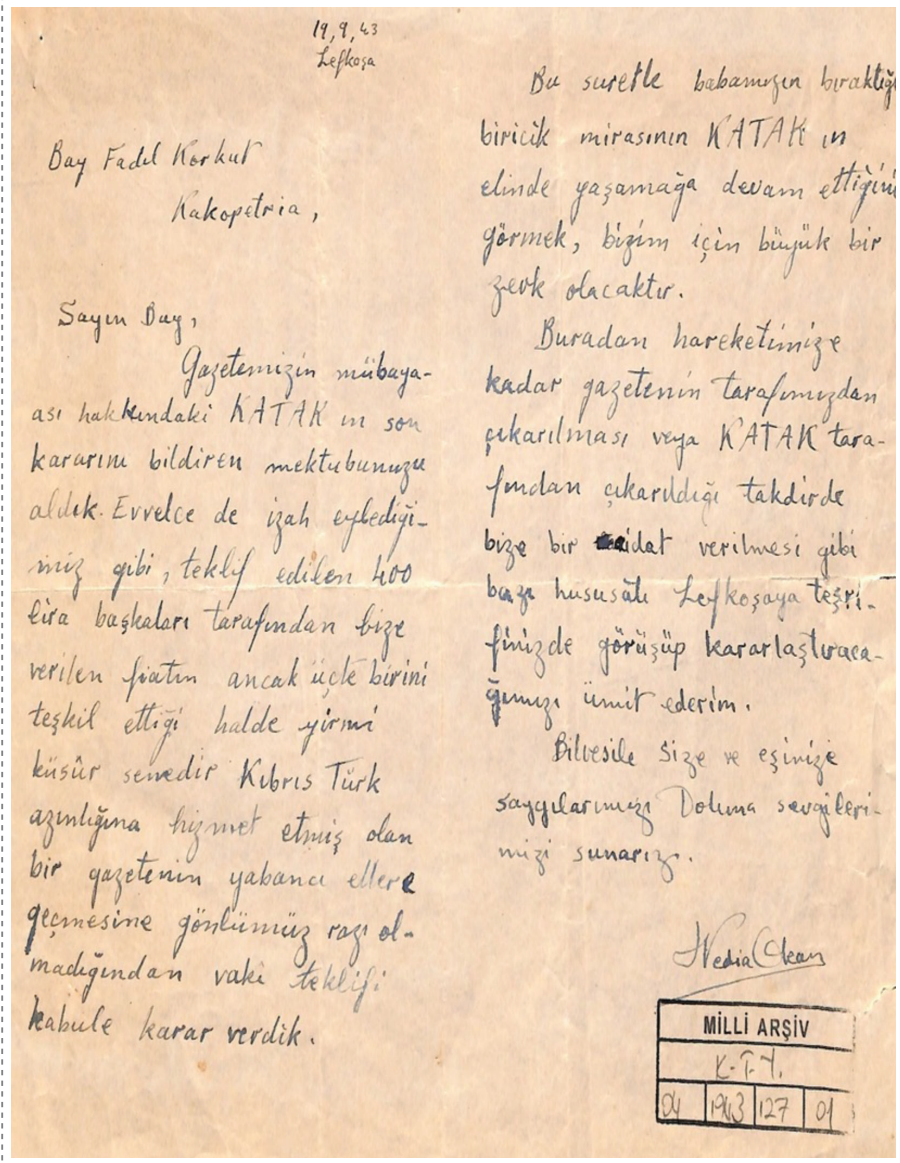 19,9,43
Lefkoşa
Bay Fadıl Korkut
Kakopetria,
Sayın Bay,
Gazetemizin mübaya-
ası hakkındaki KATAK ın son
kararını bildiren mektubunuzu
aldık. Evvelce de izah eylediği-
miz gibi, teklif edilen 400
lira başkaları tarafından bize
verilen fiatın ancak üçte birini
teşkil ettiği halde yirmi
küsûr senedir Kıbrıs Türk
azınlığına hizmet etmiş olan
bir gazetenin yabancı ellere
geçmesine gönlümüz razı ol-
madığından vaki teklifi
kabule karar verdik.
Bu suretle babamızın bıraktığı
biricik mirasının KATAK ın
elinde yaşamağa devam ettiğini
görmek, bizim için büyük bir
zevk olacaktır.
Buradan hareketimize
kadar gazetenin tarafımızdan
çıkarılması veya KATAK tara-
fından çıkarıldığı takdirde
bize bir aidat verilmesi gibi
bazı hususâtı Lefkoşaya teşri-
finizde görüşüp kararlaştıraca-
ğımızı ümit ederim.
Bilvesile Size ve eşinize
saygılarımızı Doluna sevgileri-
mizi sunarız.
Vedia
MİLLİ ARŞİV
K.T.Y.
04 1943 127 01